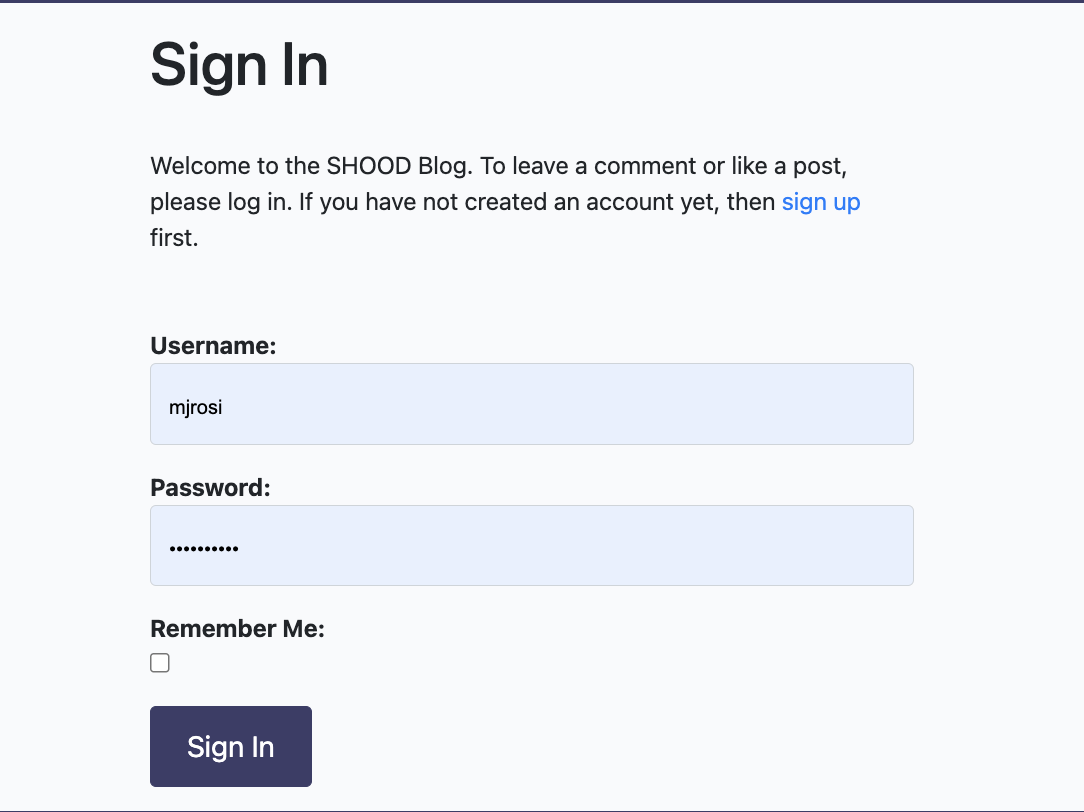 Sign In
Welcome to the SHOOD Blog. To leave a comment or like a post,
please log in. If you have not created an account yet, then sign up
first.
Username:
mjrosi
Password:
••••••••••
Remember Me:
Sign In